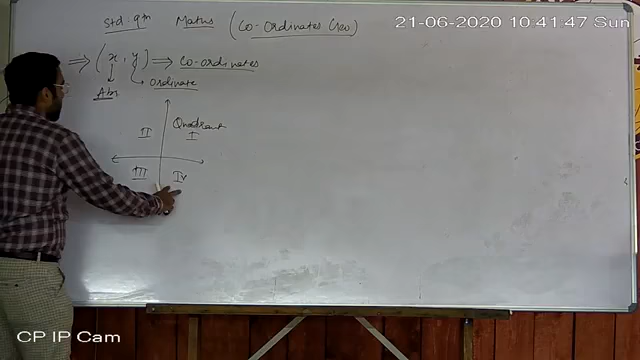 Std: 9th Maths (Co-Ordinates Geo)
21-06-2020 10:41:47 Sun
⇒ (x, y) ⇒ Co-ordinates
Ordinate
Abs
II Quadrant
I
III IV
CP IP Cam